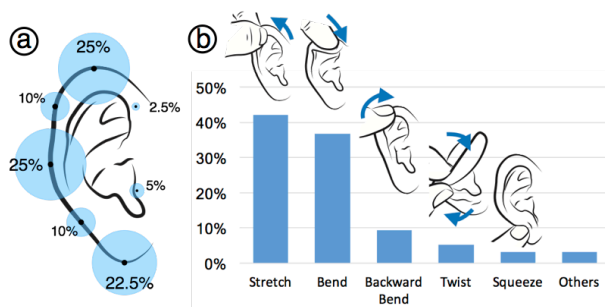 a
25%
10%
2.5%
25%
5%
10%
22.5%
b
50%
40%
30%
20%
10%
0%
Stretch
Bend
Backward
Bend
Twist
Squeeze
Others